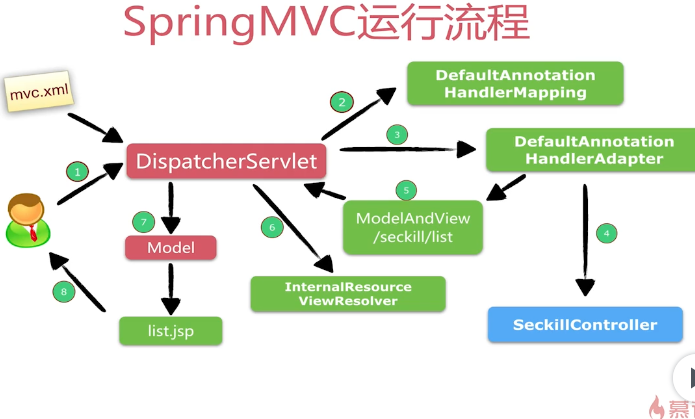 SpringMVC运行流程
mvc.xml
DefaultAnnotation
HandlerMapping
2
3
DispatcherServlet
DefaultAnnotation
HandlerAdapter
1
5
ModelAndView
/seckill/list
7
6
4
Model
InternalResource
ViewResolver
8
list.jsp
SeckillController
慕